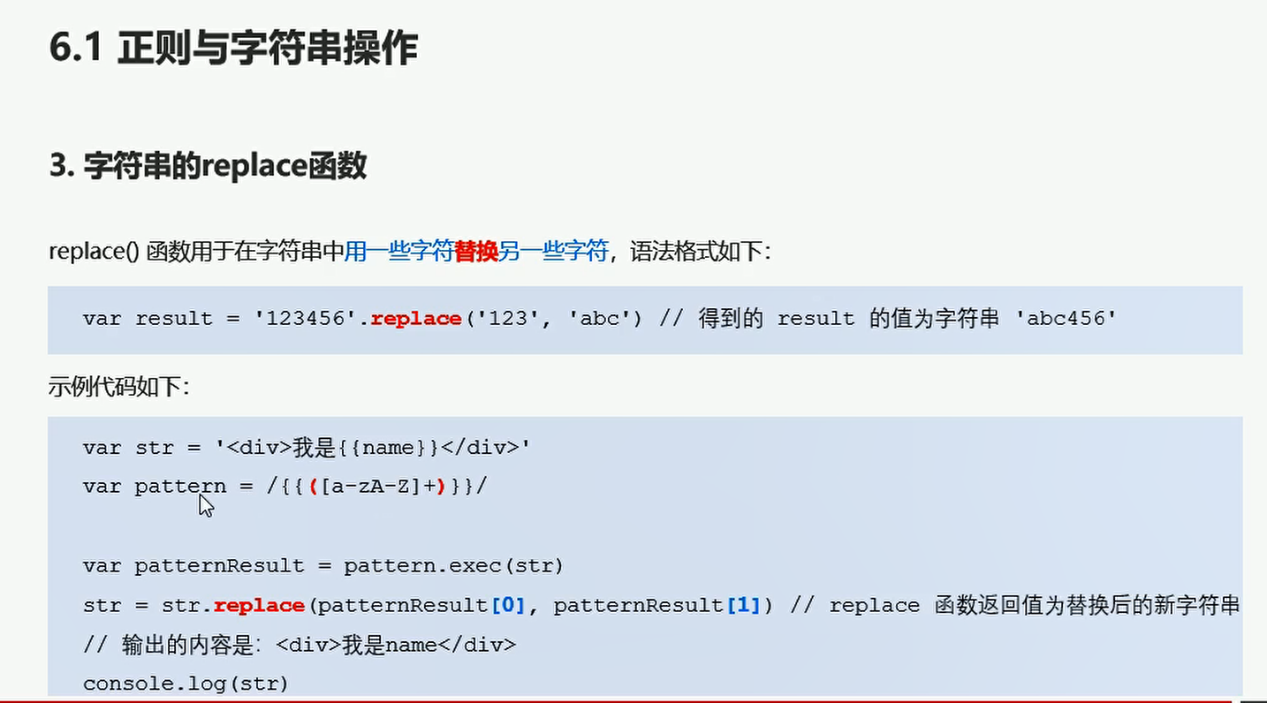 6.1 正则与字符串操作
3. 字符串的replace函数
replace() 函数用于在字符串中用一些字符替换另一些字符，语法格式如下：
var result = '123456'.replace('123', 'abc') // 得到的 result 的值为字符串 'abc456'
示例代码如下：
var str = '<div>我是{{name}}</div>'
var pattern = /{{([a-zA-Z]+)}}/
var patternResult = pattern.exec(str)
str = str.replace(patternResult[0], patternResult[1]) // replace 函数返回值为替换后的新字符串
// 输出的内容是：<div>我是name</div>
console.log(str)